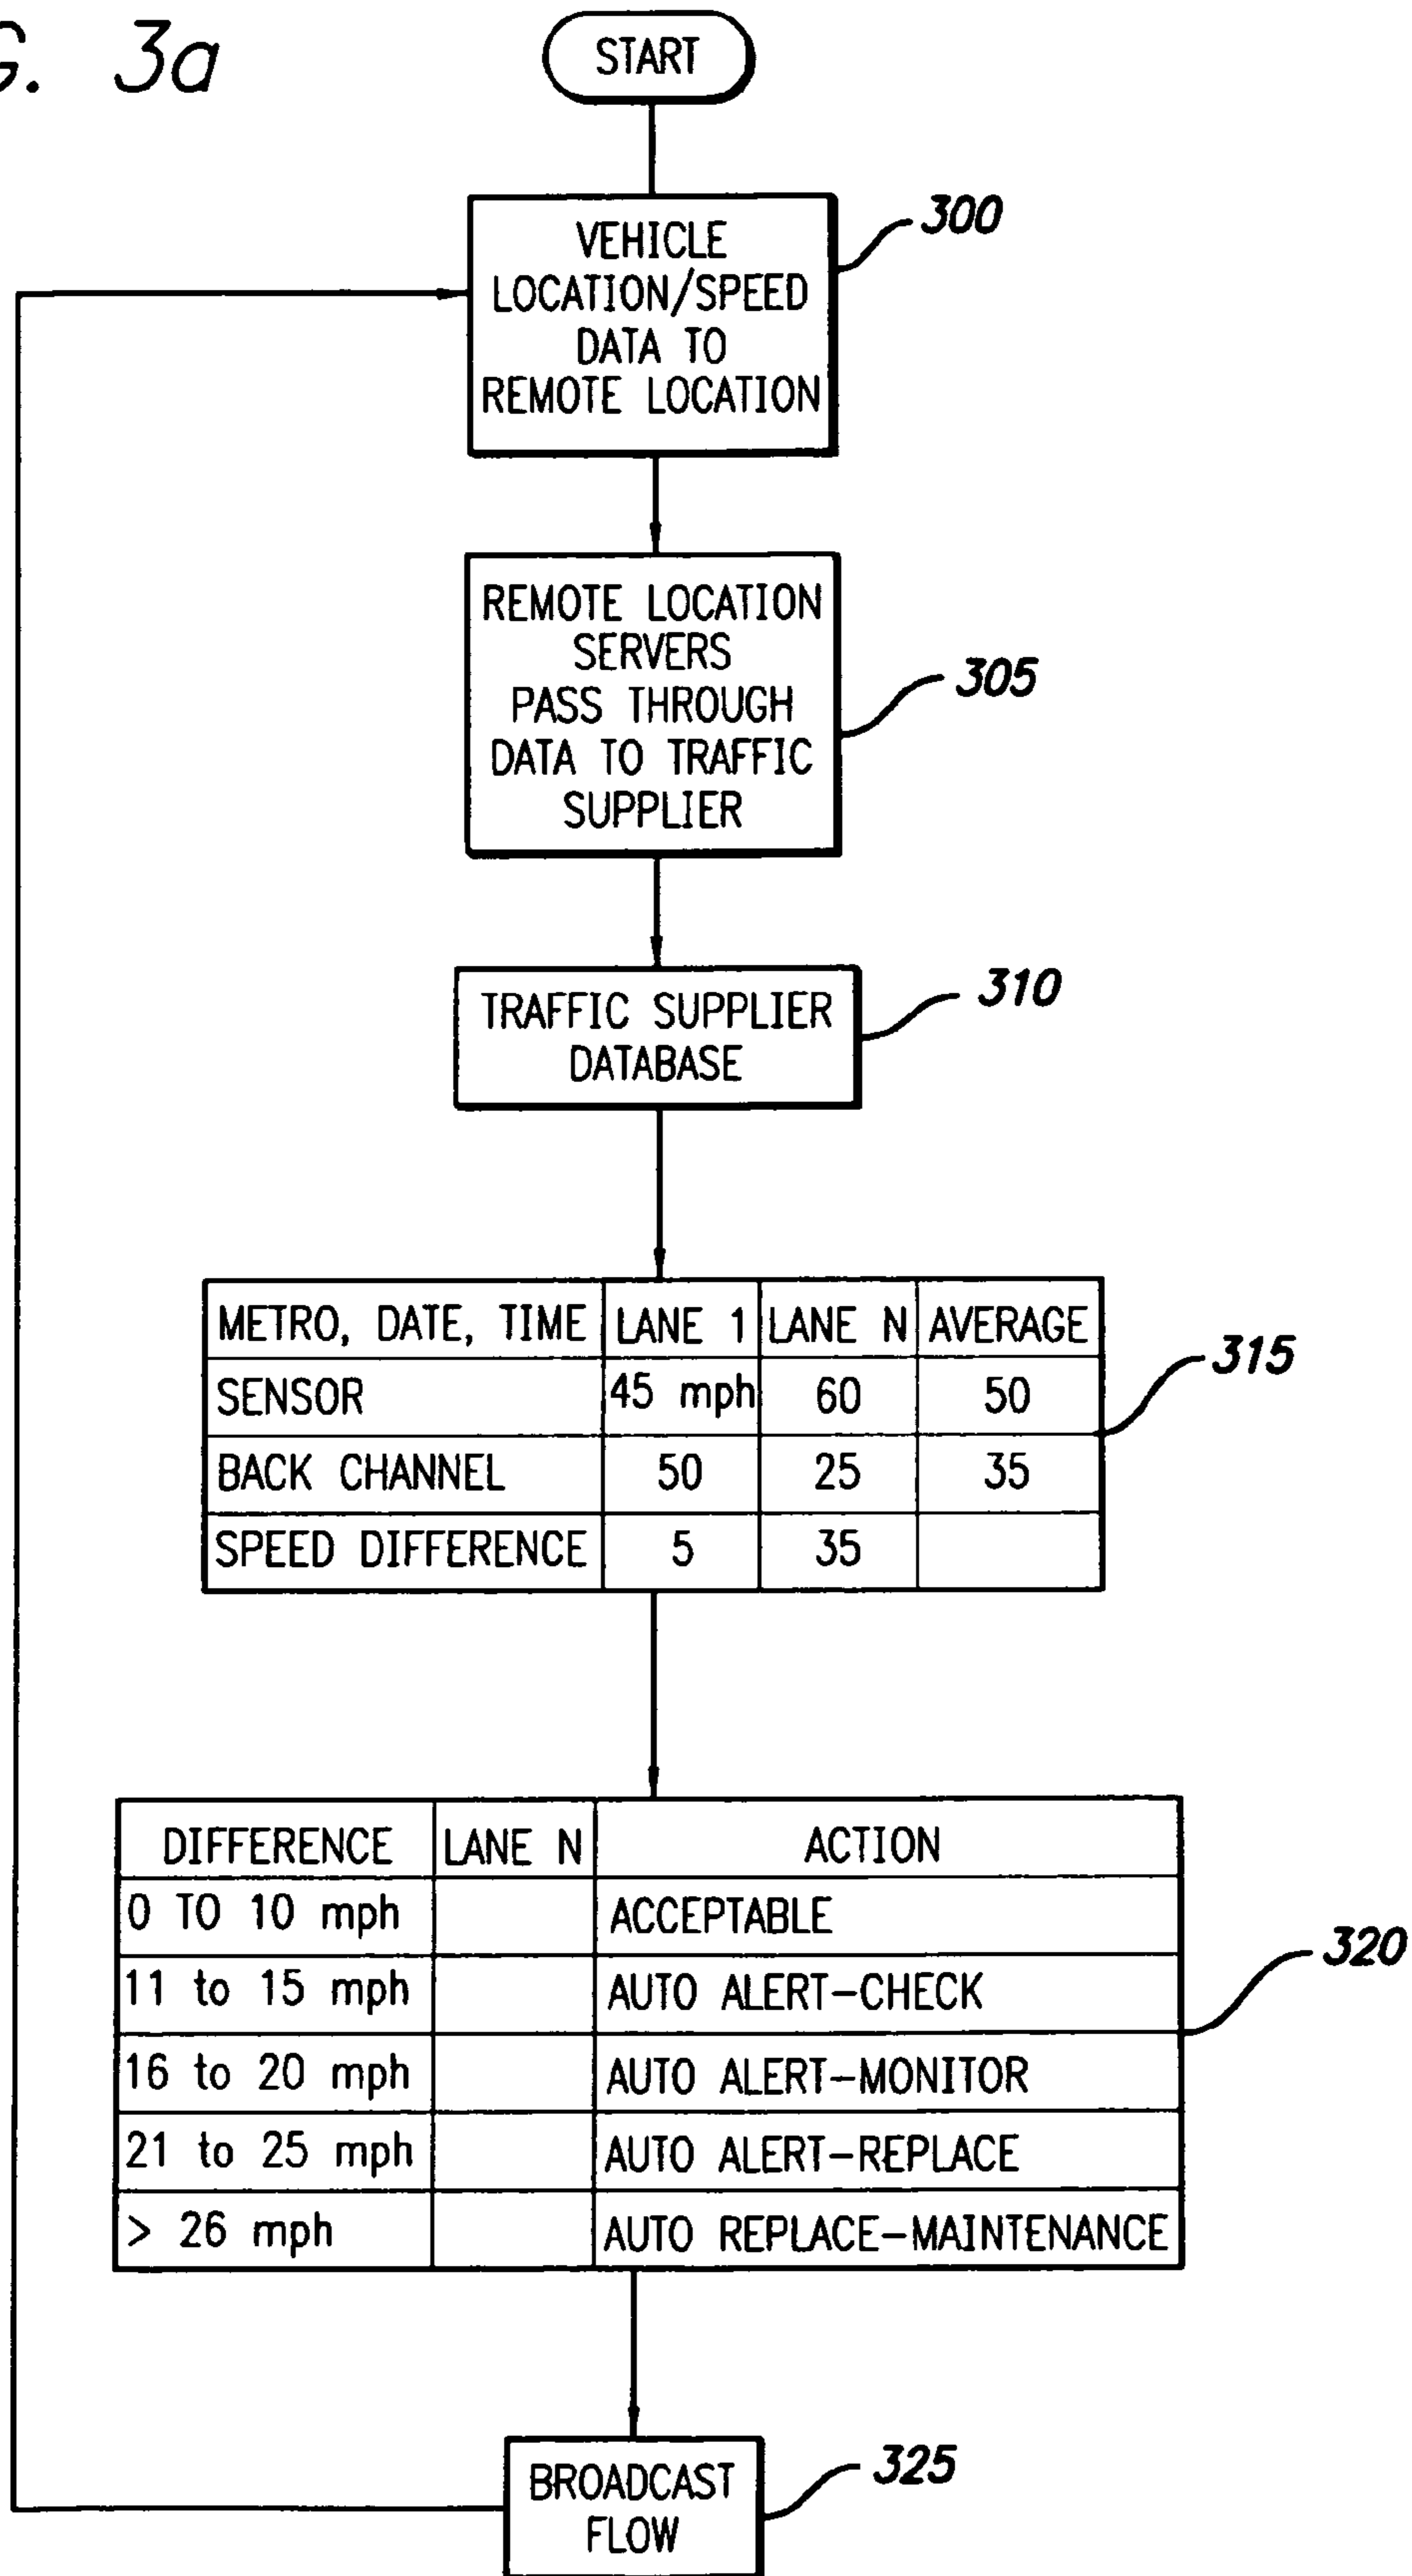 G. 3a
START
VEHICLE
LOCATION/SPEED
DATA TO
REMOTE LOCATION
300
REMOTE LOCATION
SERVERS
PASS THROUGH
DATA TO TRAFFIC
SUPPLIER
305
TRAFFIC SUPPLIER
DATABASE
310
METRO, DATE, TIME LANE 1 LANE N AVERAGE
SENSOR 45 mph 60 50
BACK CHANNEL 50 25 35
SPEED DIFFERENCE 5 35
315
DIFFERENCE LANE N ACTION
0 TO 10 mph ACCEPTABLE
11 to 15 mph AUTO ALERT-CHECK
16 to 20 mph AUTO ALERT-MONITOR
21 to 25 mph AUTO ALERT-REPLACE
> 26 mph AUTO REPLACE-MAINTENANCE
320
BROADCAST
FLOW
325